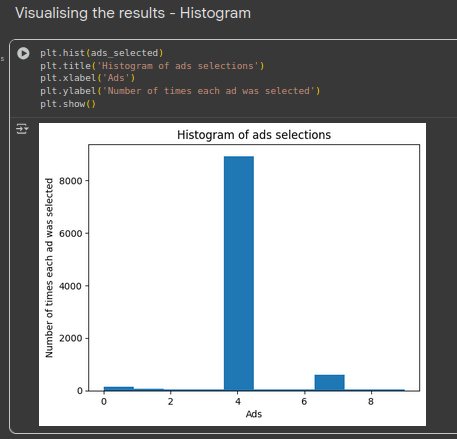 Visualising the results - Histogram
s
plt.hist(ads_selected)
plt.title('Histogram of ads selections')
plt.xlabel('Ads')
plt.ylabel('Number of times each ad was selected')
plt.show()
Histogram of ads selections
Number of times each ad was selected
8000
6000
4000
2000
0
0 2 4 6 8
Ads